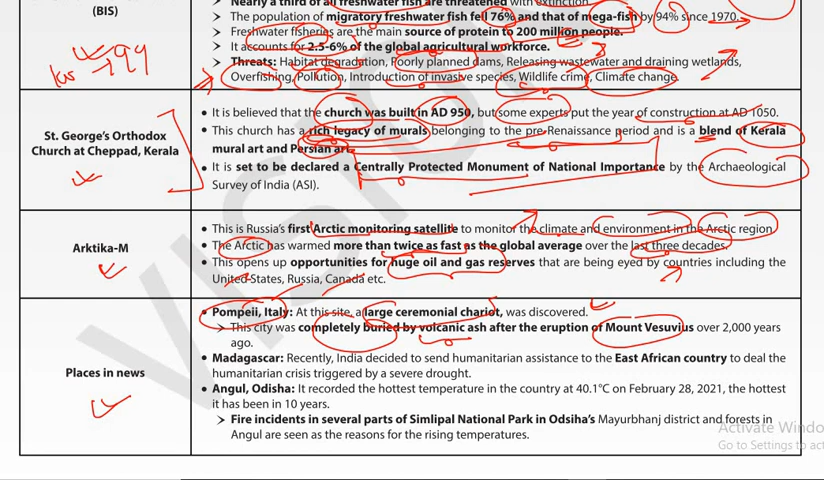 Nearly a third of all freshwater fish are threatened with extinction.
(BIS)
➢ The population of migratory freshwater fish fell 76% and that of mega-fish by 94% since 1970.
➢ Freshwater fisheries are the main source of protein to 200 million people.
➢ It accounts for 2.5-6% of the global agricultural workforce.
➢ Threats: Habitat degradation, Poorly planned dams, Releasing wastewater and draining wetlands,
Overfishing, Pollution, Introduction of invasive species, Wildlife crime, Climate change.
St. George's Orthodox
Church at Cheppad, Kerala
• It is believed that the church was built in AD 950, but some experts put the year of construction at AD 1050.
• This church has a rich legacy of murals belonging to the pre-Renaissance period and is a blend of Kerala
mural art and Persian art.
• It is set to be declared a Centrally Protected Monument of National Importance by the Archaeological
Survey of India (ASI).
Arktika-M
• This is Russia's first Arctic monitoring satellite to monitor the climate and environment in the Arctic region
• The Arctic has warmed more than twice as fast as the global average over the last three decades.
• This opens up opportunities for huge oil and gas reserves that are being eyed by countries including the
United States, Russia, Canada etc.
Places in news
• Pompeii, Italy: At this site, a large ceremonial chariot, was discovered.
➢ This city was completely buried by volcanic ash after the eruption of Mount Vesuvius over 2,000 years
ago.
• Madagascar: Recently, India decided to send humanitarian assistance to the East African country to deal the
humanitarian crisis triggered by a severe drought.
• Angul, Odisha: It recorded the hottest temperature in the country at 40.1°C on February 28, 2021, the hottest
it has been in 10 years.
➢ Fire incidents in several parts of Simlipal National Park in Odsiha's Mayurbhanj district and forests in
Angul are seen as the reasons for the rising temperatures.
Activate Windo
Go to Settings to act
VISIO